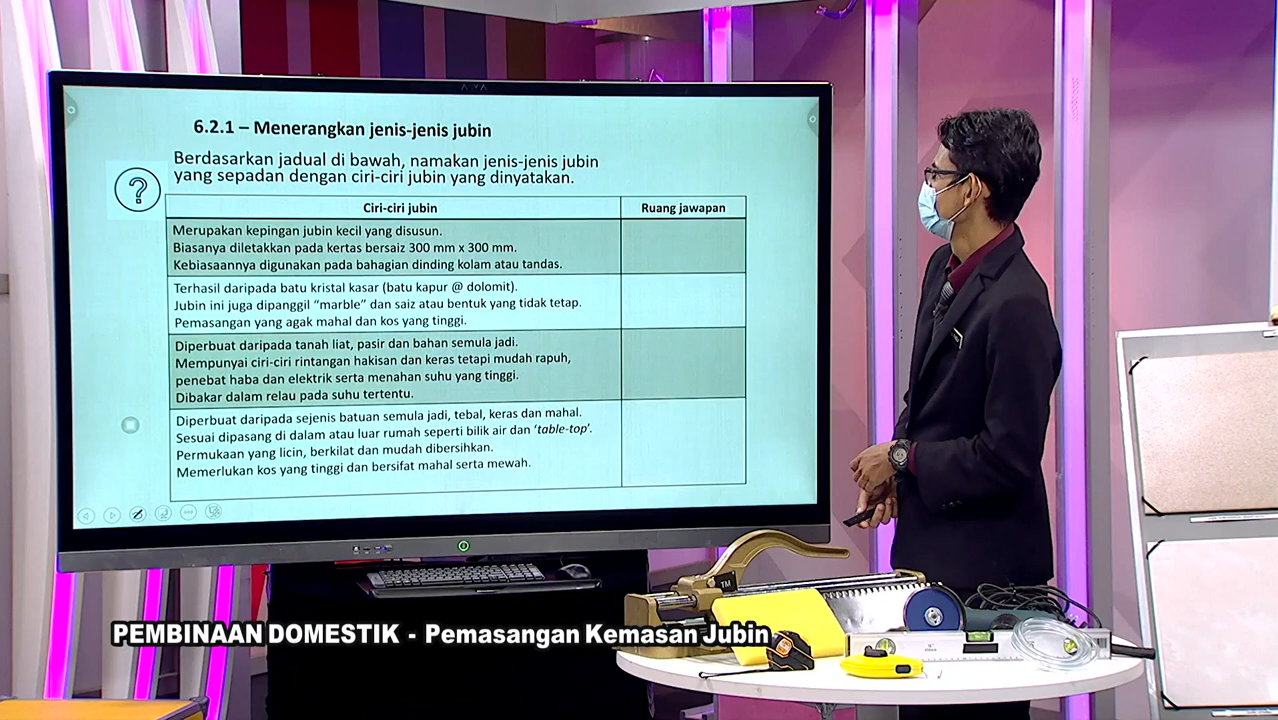 6.2.1 – Menerangkan jenis-jenis jubin
Berdasarkan jadual di bawah, namakan jenis-jenis jubin
yang sepadan dengan ciri-ciri jubin yang dinyatakan.
?
Ciri-ciri jubin
Ruang jawapan
Merupakan kepingan jubin kecil yang disusun.
Biasanya diletakkan pada kertas bersaiz 300 mm x 300 mm.
Kebiasaannya digunakan pada bahagian dinding kolam atau tandas.
Terhasil daripada batu kristal kasar (batu kapur @ dolomit).
Jubin ini juga dipanggil “marble” dan saiz atau bentuk yang tidak tetap.
Pemasangan yang agak mahal dan kos yang tinggi.
Diperbuat daripada tanah liat, pasir dan bahan semula jadi.
Mempunyai ciri-ciri rintangan hakisan dan keras tetapi mudah rapuh,
penebat haba dan elektrik serta menahan suhu yang tinggi.
Dibakar dalam relau pada suhu tertentu.
Diperbuat daripada sejenis batuan semula jadi, tebal, keras dan mahal.
Sesuai dipasang di dalam atau luar rumah seperti bilik air dan ‘table-top’.
Permukaan yang licin, berkilat dan mudah dibersihkan.
Memerlukan kos yang tinggi dan bersifat mahal serta mewah.
TM
PEMBINAAN DOMESTIK - Pemasangan Kemasan Jubin